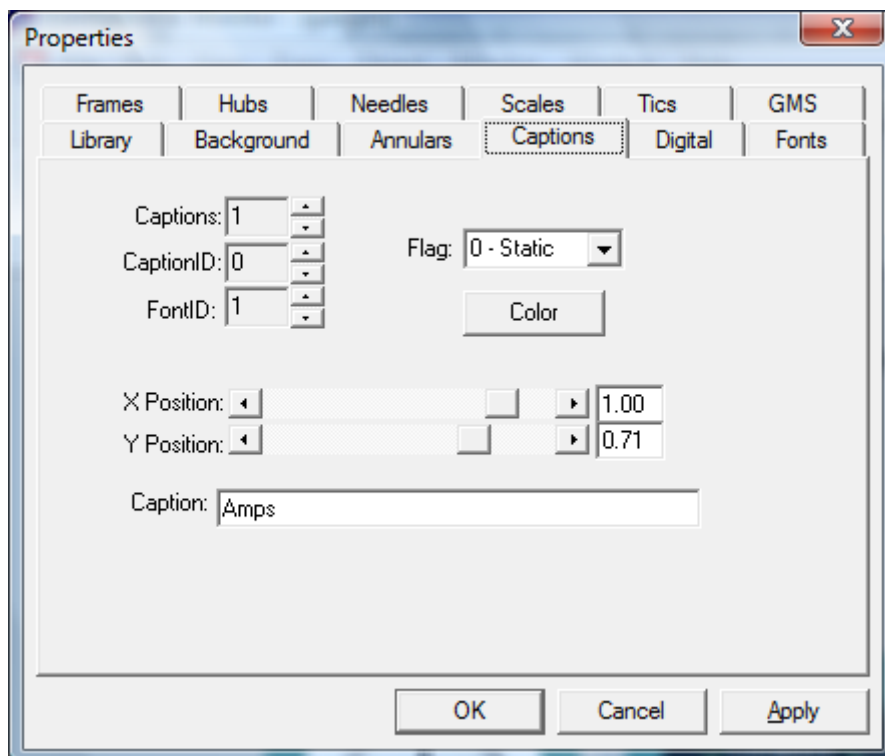 Properties
Frames Hubs Needles Scales Tics GMS
Library Background Annulars Captions Digital Fonts
Captions: 1
CaptionID: 0
FontID: 1
Flag: 0 - Static
Color
X Position: 1.00
Y Position: 0.71
Caption: Amps
OK Cancel Apply